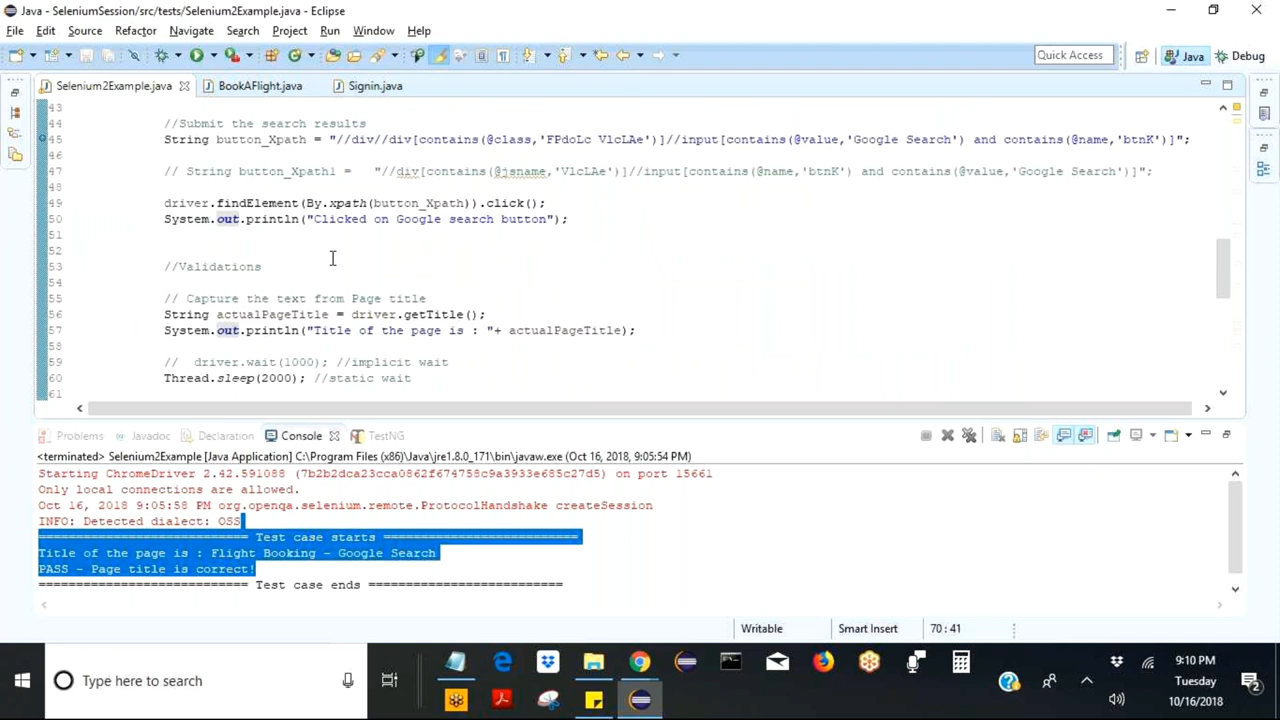 Java - SeleniumSession/src/tests/Selenium2Example.java - Eclipse
File Edit Source Refactor Navigate Search Project Run Window Help
Quick Access Java Debug
Selenium2Example.java BookAFlight.java Signin.java
43
44 //Submit the search results
45 String button_Xpath = "//div//div[contains(@class,'FPdoLc VlcLAe')]//input[contains(@value,'Google Search') and contains(@name,'btnK')]";
46
47 // String button_Xpath1 = "//div[contains(@jsname,'VlcLAe')]//input[contains(@name,'btnK') and contains(@value,'Google Search')]";
48
49 driver.findElement(By.xpath(button_Xpath)).click();
50 System.out.println("Clicked on Google search button");
51
52
53 //Validations
54
55 // Capture the text from Page title
56 String actualPageTitle = driver.getTitle();
57 System.out.println("Title of the page is : "+ actualPageTitle);
58
59 // driver.wait(1000); //implicit wait
60 Thread.sleep(2000); //static wait
61
Problems Javadoc Declaration Console TestNG
<terminated> Selenium2Example [Java Application] C:\Program Files (x86)\Java\jre1.8.0_171\bin\javaw.exe (Oct 16, 2018, 9:05:54 PM)
Starting ChromeDriver 2.42.591088 (7b2b2dca23cca0862f674758c9a3933e685c27d5) on port 15661
Only local connections are allowed.
Oct 16, 2018 9:05:58 PM org.openqa.selenium.remote.ProtocolHandshake createSession
INFO: Detected dialect: OSS
=========================== Test case starts =========================
Title of the page is : Flight Booking - Google Search
PASS - Page title is correct!
=========================== Test case ends =========================
Writable Smart Insert 70 : 41
Type here to search
9:10 PM
Tuesday
10/16/2018
2